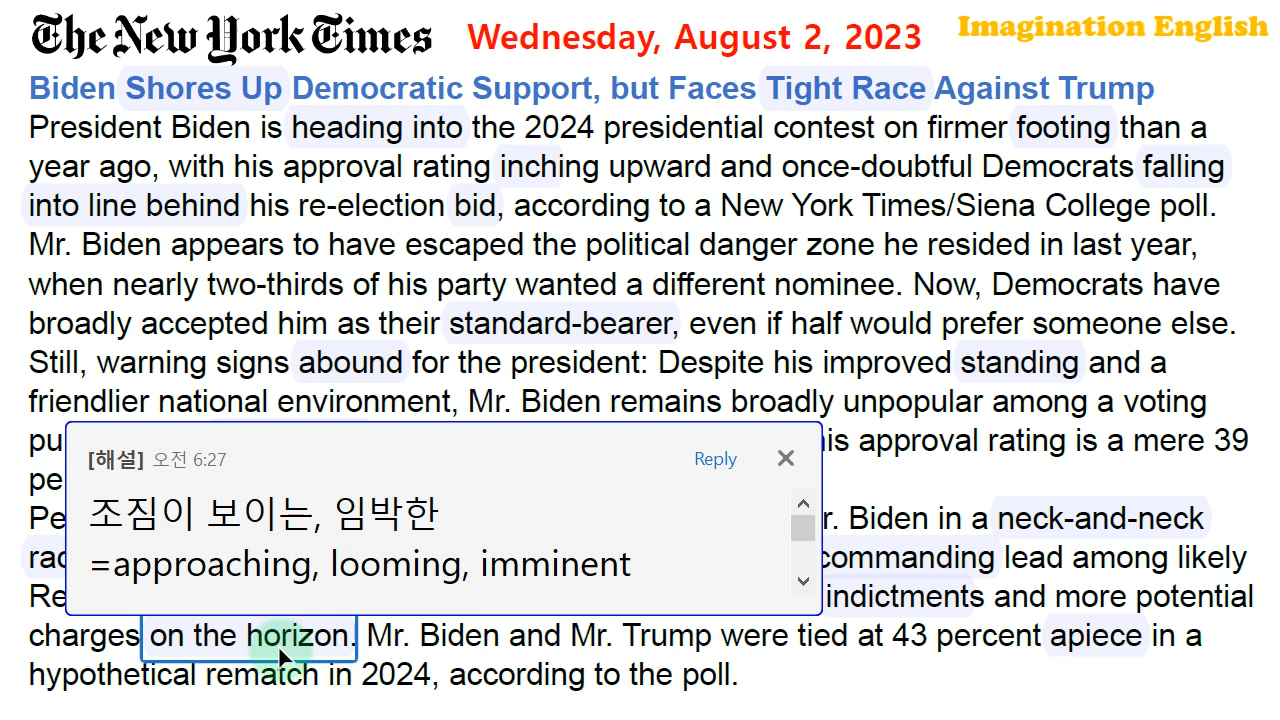 The New York Times
Wednesday, August 2, 2023
Imagination English
Biden Shores Up Democratic Support, but Faces Tight Race Against Trump
President Biden is heading into the 2024 presidential contest on firmer footing than a
year ago, with his approval rating inching upward and once-doubtful Democrats falling
into line behind his re-election bid, according to a New York Times/Siena College poll.
Mr. Biden appears to have escaped the political danger zone he resided in last year,
when nearly two-thirds of his party wanted a different nominee. Now, Democrats have
broadly accepted him as their standard-bearer, even if half would prefer someone else.
Still, warning signs abound for the president: Despite his improved standing and a
friendlier national environment, Mr. Biden remains broadly unpopular among a voting
pu his approval rating is a mere 39
pe
[해설] 오전 6:27 Reply
조짐이 보이는, 임박한
=approaching, looming, imminent
Pe r. Biden in a neck-and-neck
rac commanding lead among likely
Re indictments and more potential
charges on the horizon. Mr. Biden and Mr. Trump were tied at 43 percent apiece in a
hypothetical rematch in 2024, according to the poll.